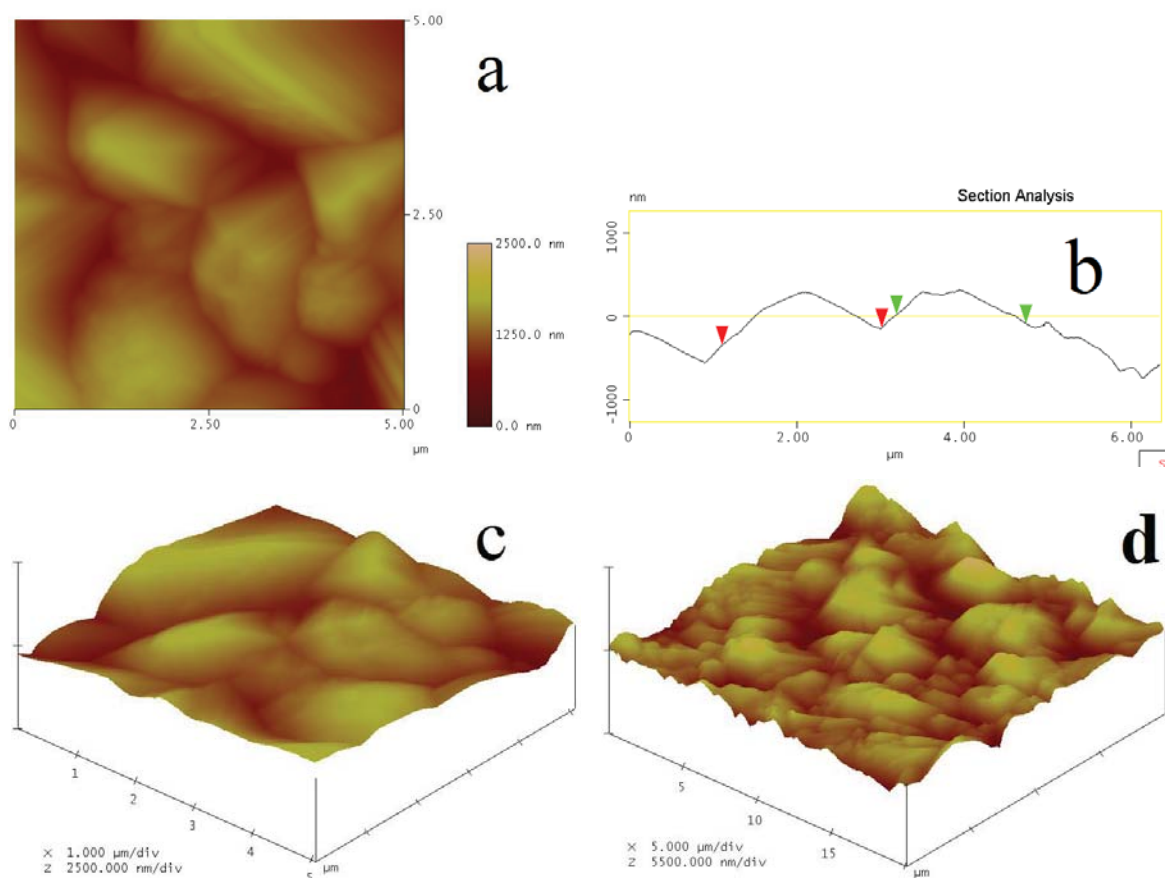 a
5.00
2.50
0
0
2.50
5.00
μm
2500.0 nm
1250.0 nm
0.0 nm
nm
Section Analysis
b
1000
0
-1000
0
2.00
4.00
6.00
μm
c
1
2
3
4
5
μm
X 1.000 μm/div
Z 2500.000 nm/div
d
5
10
15
μm
X 5.000 μm/div
Z 5500.000 nm/div